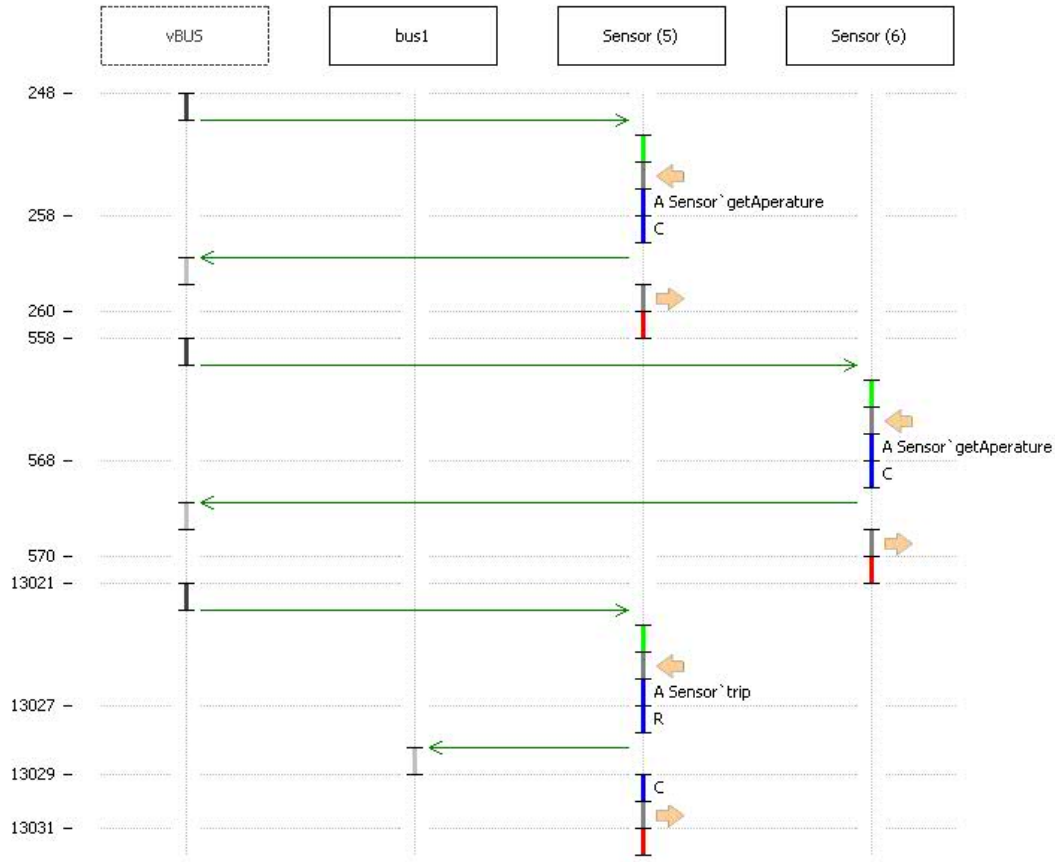 vBUS bus1 Sensor (5) Sensor (6)
248
A Sensor`getAperature
258
C
260
558
A Sensor`getAperature
568
C
570
13021
A Sensor`trip
13027
R
13029
C
13031